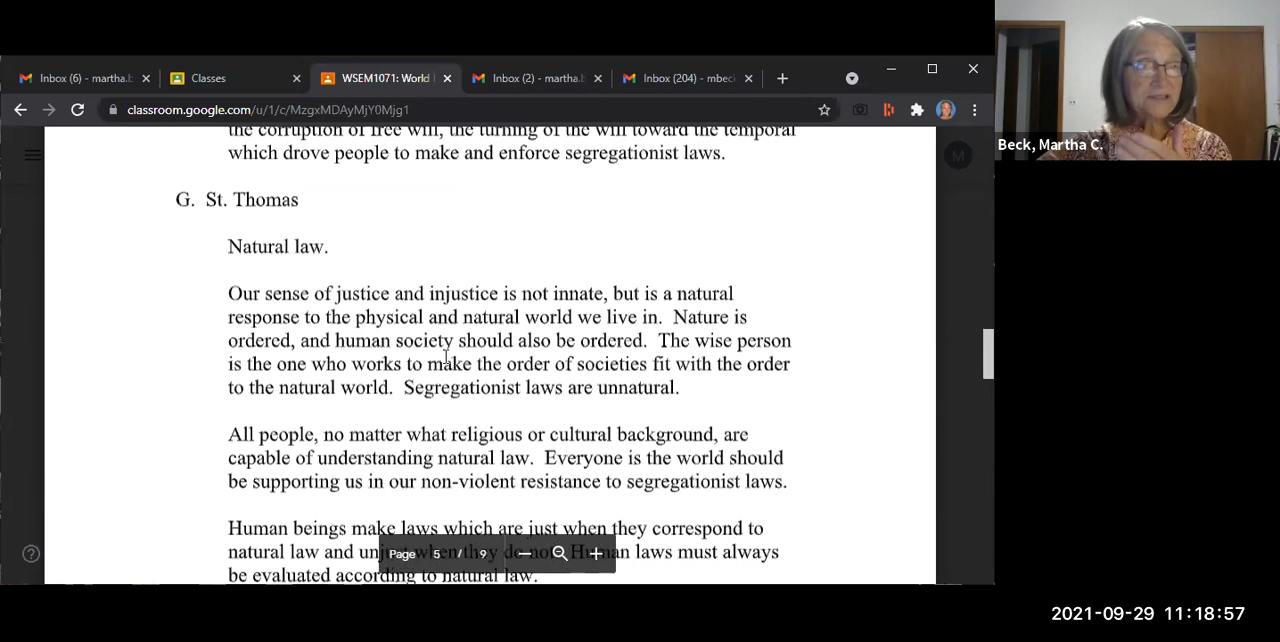 Inbox (6) - martha.b
Classes
WSEM1071: World
Inbox (2) - martha.b
Inbox (204) - mbec
classroom.google.com/u/1/c/MzgxMDAyMjY0Mjg1
Beck, Martha C.
M
the corruption of free will, the turning of the will toward the temporal
which drove people to make and enforce segregationist laws.
G. St. Thomas
Natural law.
Our sense of justice and injustice is not innate, but is a natural
response to the physical and natural world we live in. Nature is
ordered, and human society should also be ordered. The wise person
is the one who works to make the order of societies fit with the order
to the natural world. Segregationist laws are unnatural.
All people, no matter what religious or cultural background, are
capable of understanding natural law. Everyone is the world should
be supporting us in our non-violent resistance to segregationist laws.
Human beings make laws which are just when they correspond to
natural law and unjust when they do not. Human laws must always
be evaluated according to natural law.
Page 5 / 9
2021-09-29 11:18:57